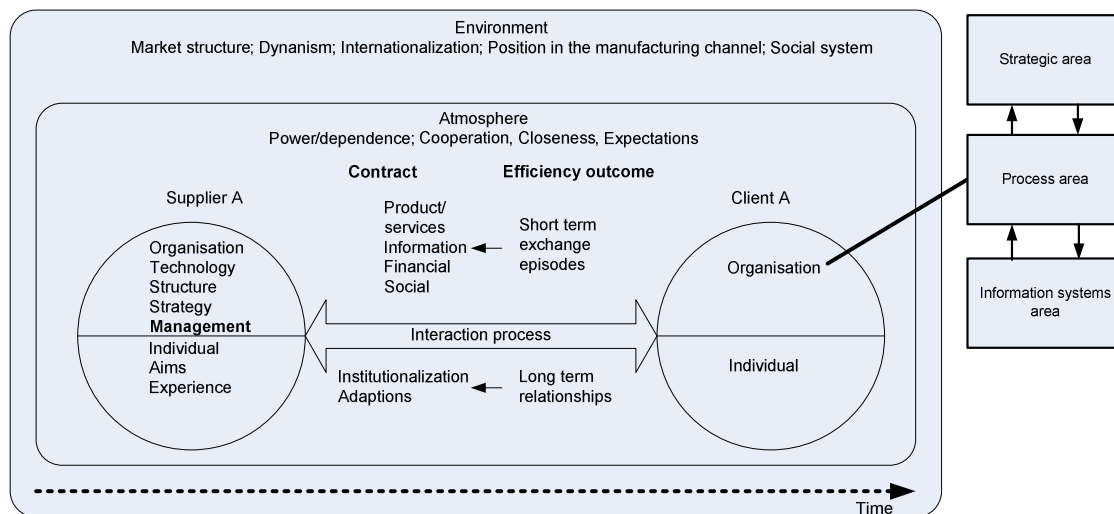 Environment
Market structure; Dynanism; Internationalization; Position in the manufacturing channel; Social system
Atmosphere
Power/dependence; Cooperation, Closeness, Expectations
Contract
Efficiency outcome
Supplier A
Organisation
Technology
Structure
Strategy
Management
Individual
Aims
Experience
Product/
services
Information
Financial
Social
Short term
exchange
episodes
Interaction process
Institutionalization
Adaptions
Long term
relationships
Client A
Organisation
Individual
Time
Strategic area
Process area
Information systems
area